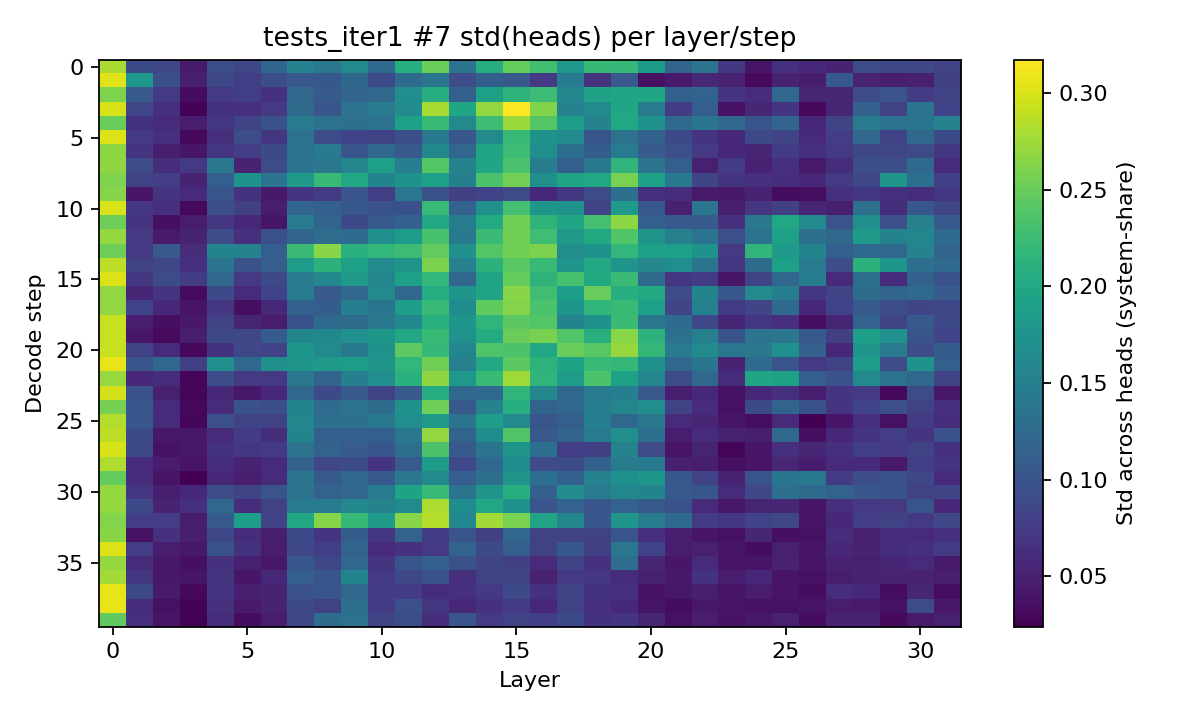 tests_iter1 #7 std(heads) per layer/step
0
5
10
15
20
25
30
35
Decode step
0 5 10 15 20 25 30
Layer
0.30
0.25
0.20
0.15
0.10
0.05
Std across heads (system-share)